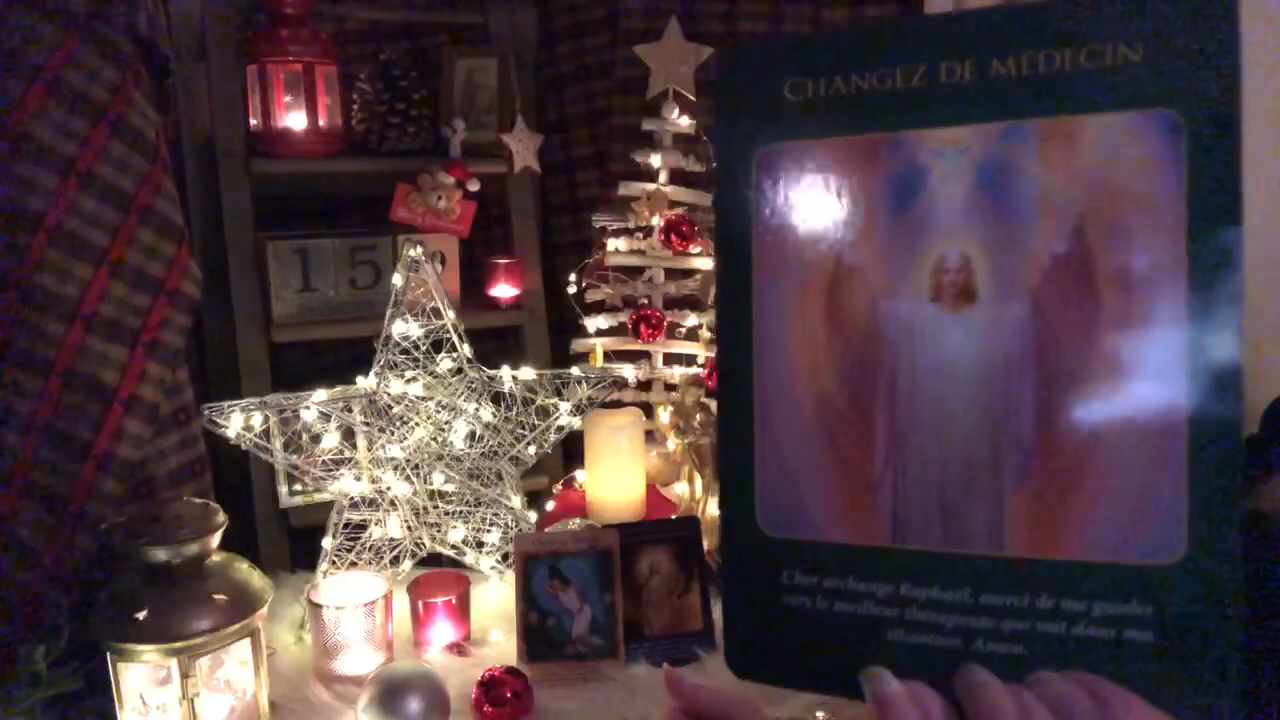 CHANGEZ DE MÉDECIN
15
Cher archange Raphaël, merci de me guider
vers le meilleur thérapeute qui soit dans ma
situation. Amen.